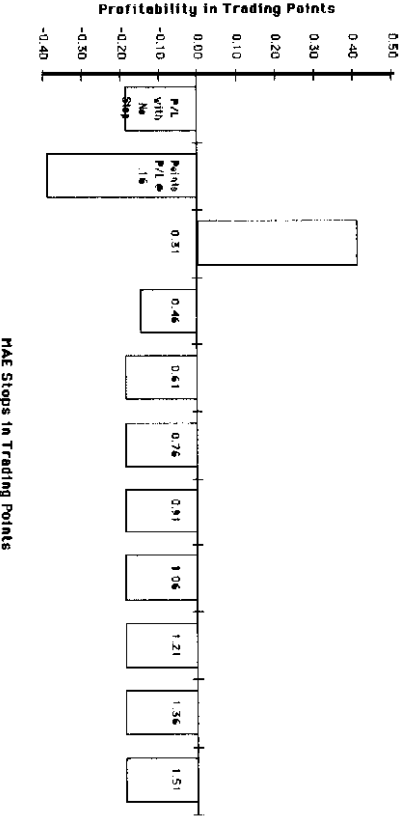 Profitability in Trading Points
0.50
0.40
0.30
0.20
0.10
0.00
-0.10
-0.20
-0.30
-0.40
P/L
with
No
Stop
Points
P/L @
.16
0.31
0.46
0.61
0.76
0.91
1.06
1.21
1.36
1.51
MAE Stops in Trading Points